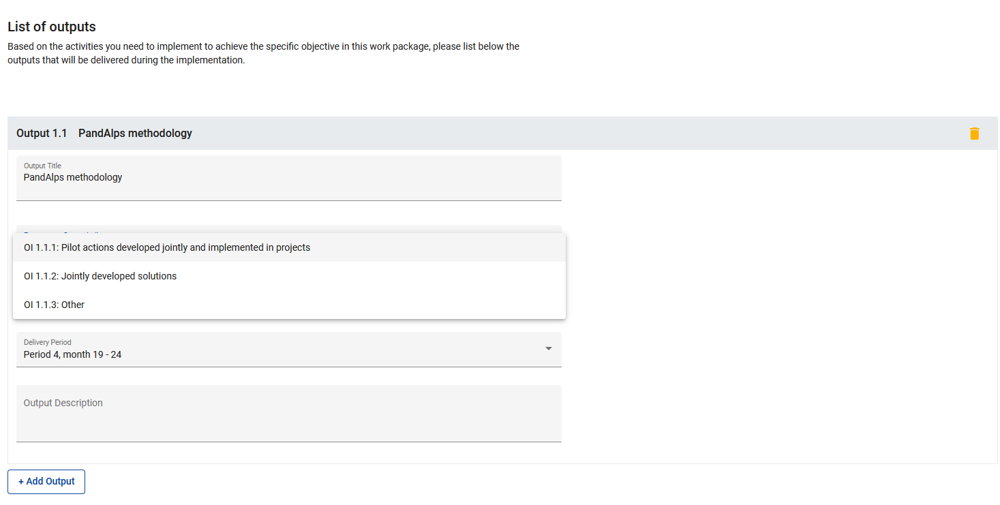 List of outputs
Based on the activities you need to implement to achieve the specific objective in this work package, please list below the
outputs that will be delivered during the implementation.
Output 1.1 PandAlps methodology
Output Title
PandAlps methodology
OI 1.1.1: Pilot actions developed jointly and implemented in projects
OI 1.1.2: Jointly developed solutions
OI 1.1.3: Other
Delivery Period
Period 4, month 19 - 24
Output Description
+ Add Output